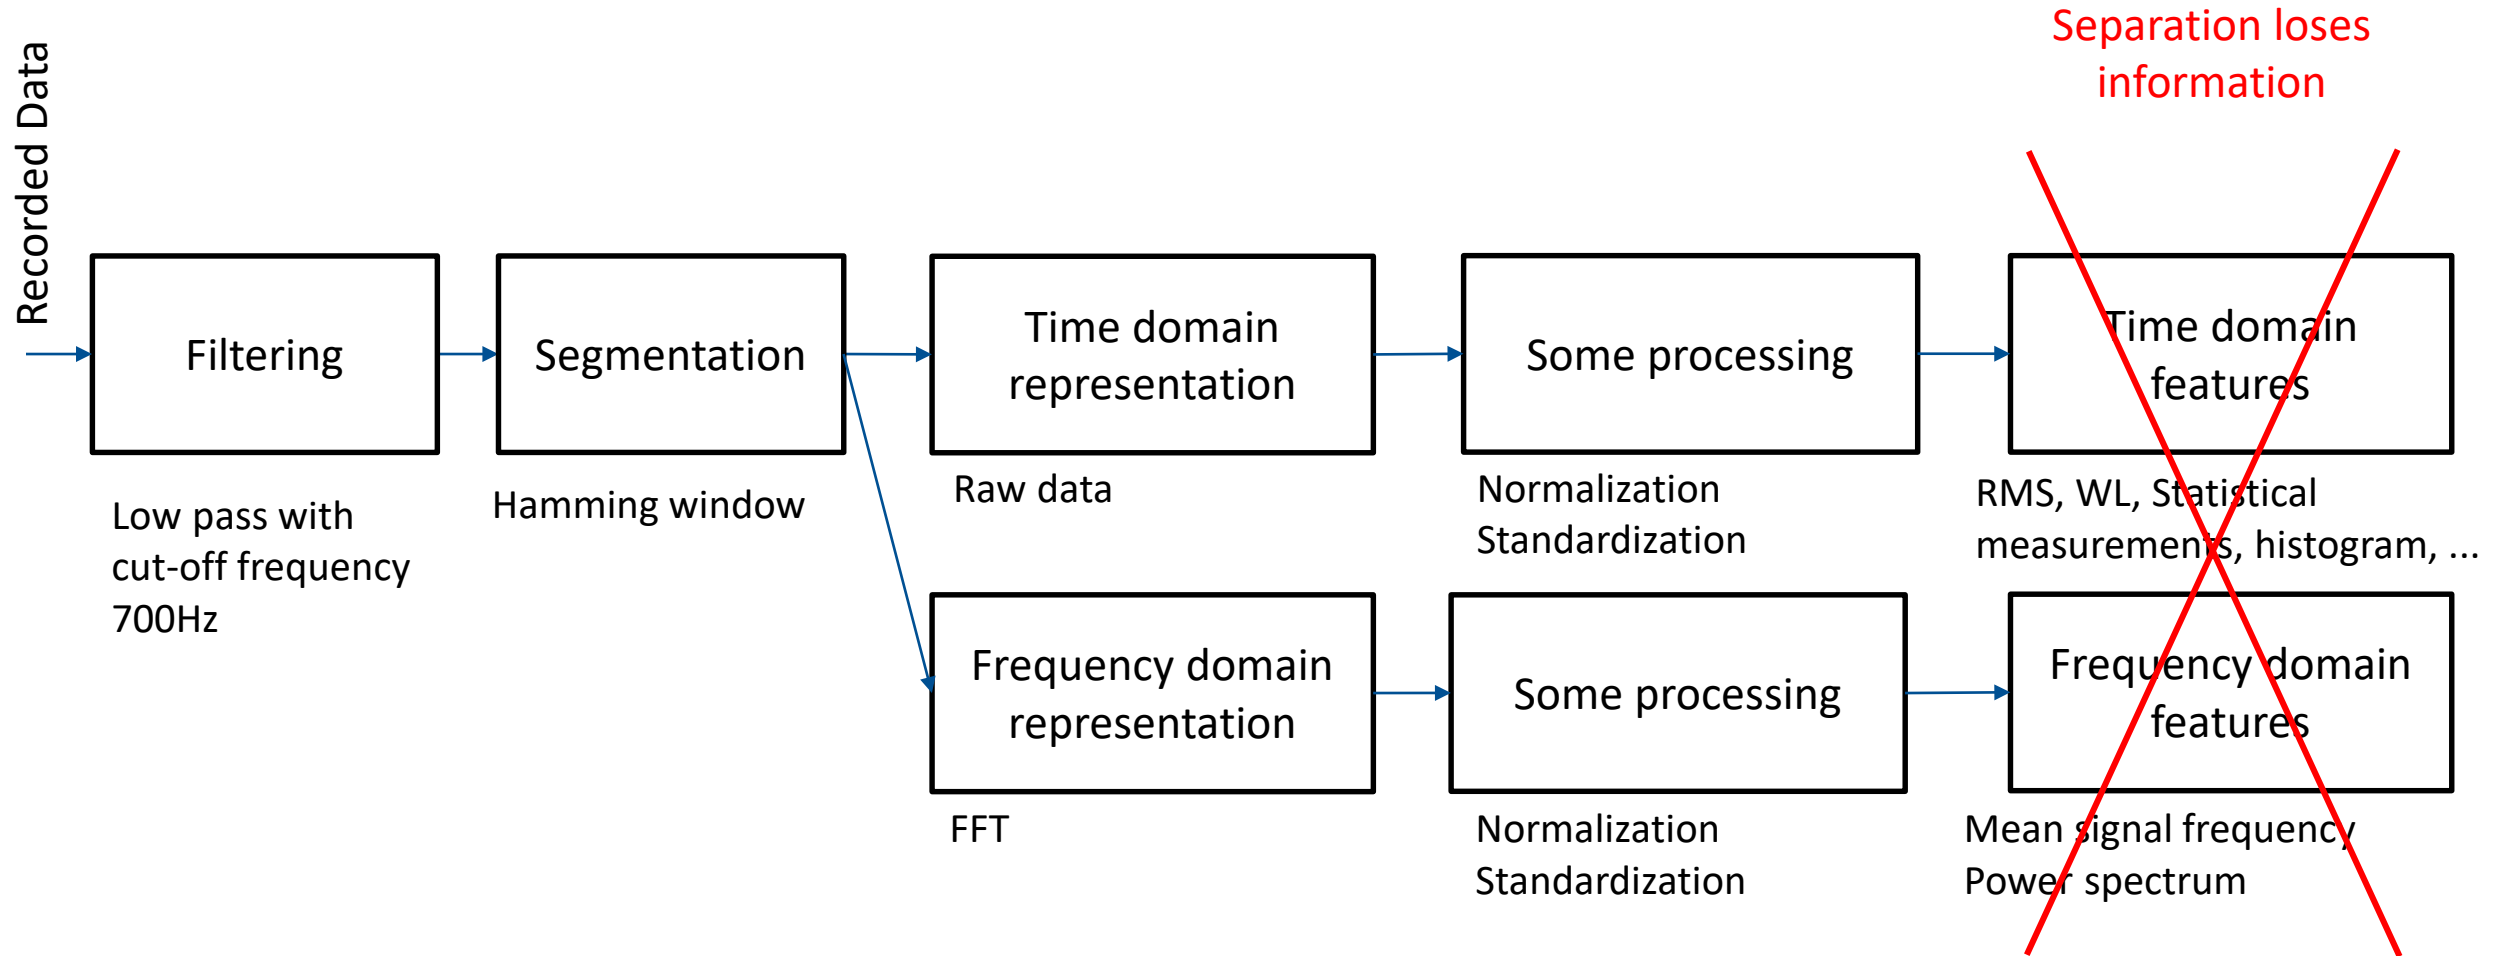 Separation loses
information
Recorded Data
Filtering
Low pass with
cut-off frequency
700Hz
Segmentation
Hamming window
Time domain
representation
Raw data
Some processing
Normalization
Standardization
Time domain
features
RMS, WL, Statistical
measurements, histogram, ...
Frequency domain
representation
FFT
Some processing
Normalization
Standardization
Frequency domain
features
Mean signal frequency
Power spectrum